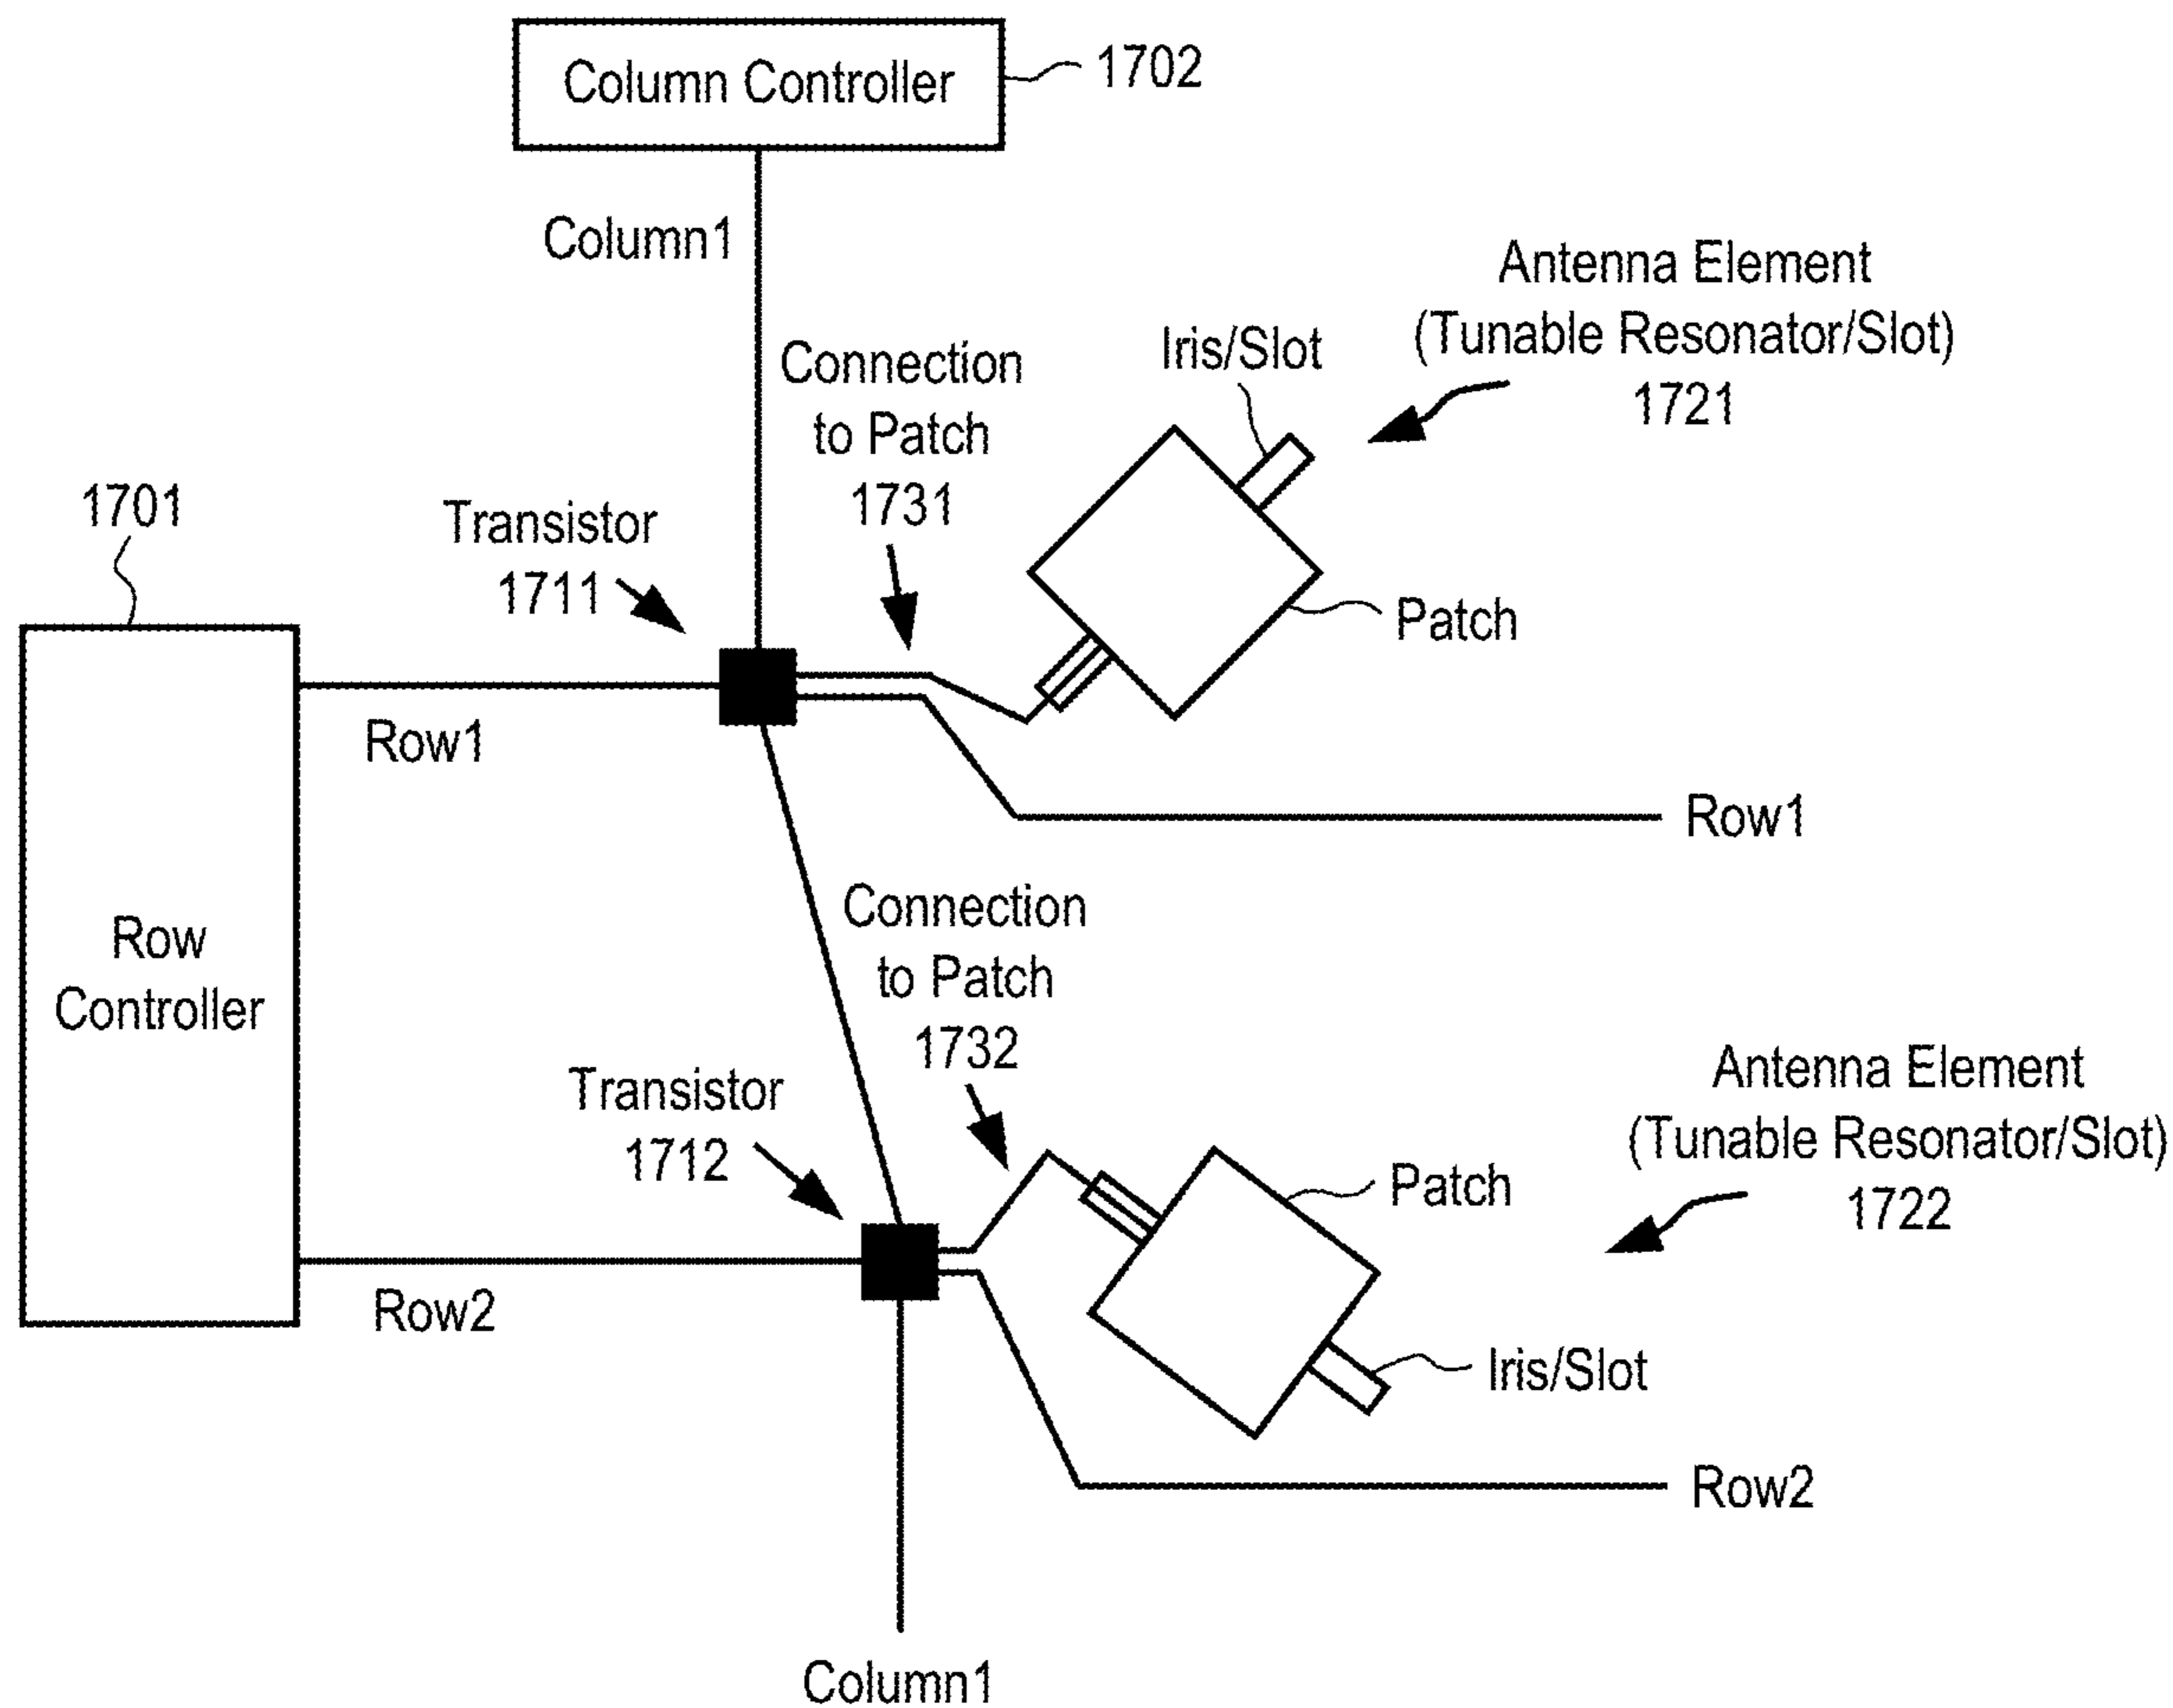 Column Controller
1702
Column1
Antenna Element
(Tunable Resonator/Slot)
1721
Iris/Slot
Connection
to Patch
1731
Patch
1701
Transistor
1711
Row1
Row1
Row
Controller
Connection
to Patch
1732
Transistor
1712
Antenna Element
(Tunable Resonator/Slot)
1722
Patch
Iris/Slot
Row2
Row2
Column1